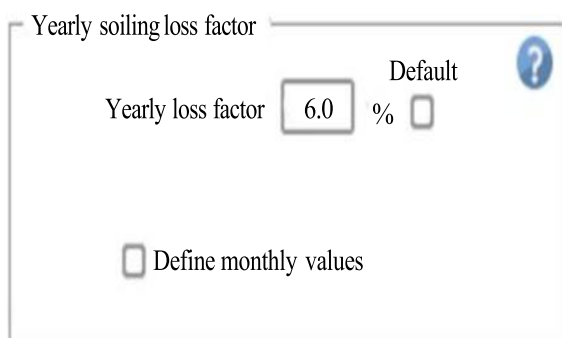 Yearly soiling loss factor
Default
Yearly loss factor 6.0 %
Define monthly values